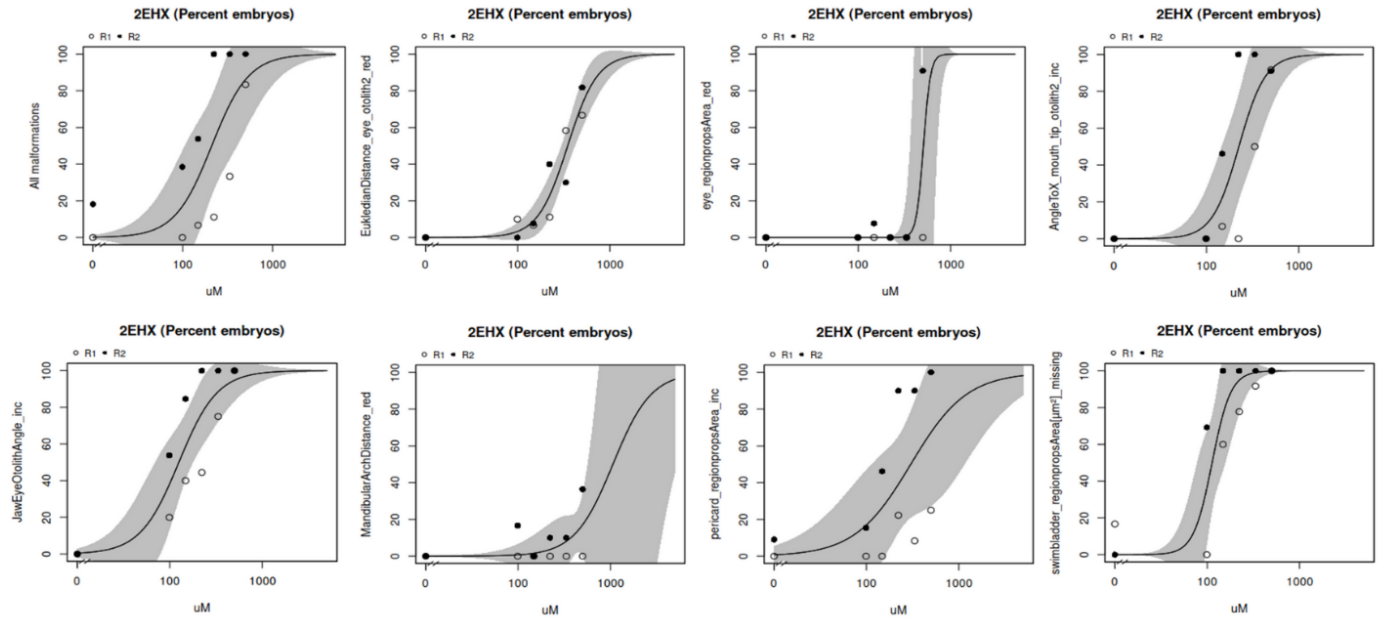 2EHX (Percent embryos)
R1 R2
All malformations
100
80
60
40
20
0
0 100 1000
uM
2EHX (Percent embryos)
R1 R2
EukledianDistance_eye_otolith2_red
100
80
60
40
20
0
0 100 1000
uM
2EHX (Percent embryos)
R1 R2
eye_regionpropsArea_red
100
80
60
40
20
0
0 100 1000
uM
2EHX (Percent embryos)
R1 R2
AngleToX_mouth_tip_otolith2_inc
100
80
60
40
20
0
0 100 1000
uM
2EHX (Percent embryos)
R1 R2
JawEyeOtolithAngle_inc
100
80
60
40
20
0
0 100 1000
uM
2EHX (Percent embryos)
R1 R2
MandibularArchDistance_red
100
80
60
40
20
0
0 100 1000
uM
2EHX (Percent embryos)
R1 R2
pericard_regionpropsArea_inc
100
80
60
40
20
0
0 100 1000
uM
2EHX (Percent embryos)
R1 R2
swimbladder_regionpropsArea[µm²]_missing
100
80
60
40
20
0
0 100 1000
uM